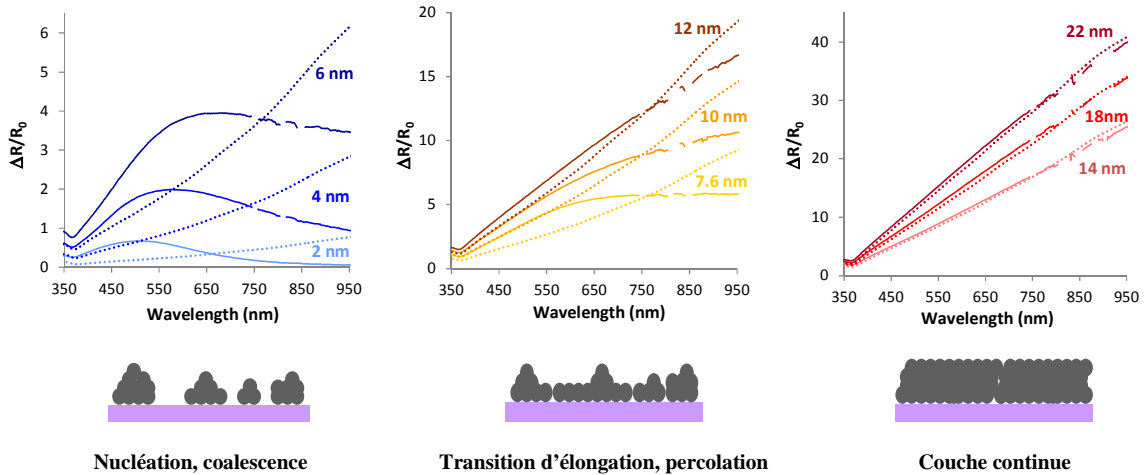 6
5
4
3
2
1
0
ΔR/R0
6 nm
4 nm
2 nm
350 450 550 650 750 850 950
Wavelength (nm)
20
15
10
5
0
ΔR/R0
12 nm
10 nm
7.6 nm
350 450 550 650 750 850 950
Wavelength (nm)
40
30
20
10
0
ΔR/R0
22 nm
18nm
14 nm
350 450 550 650 750 850 950
Wavelength (nm)
Nucléation, coalescence
Transition d'élongation, percolation
Couche continue